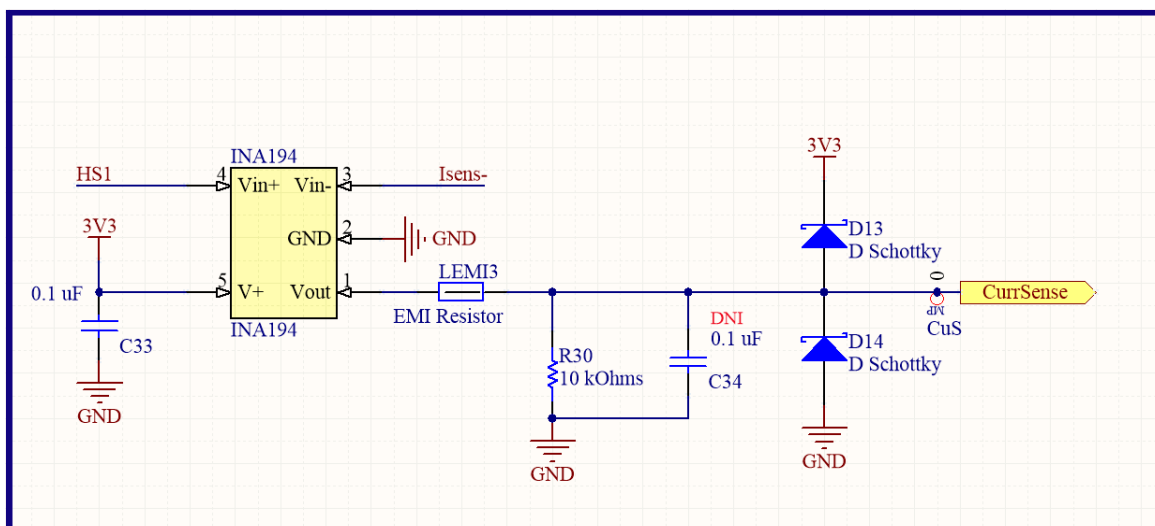 INA194
HS1
4
Vin+
Vin-
3
Isens-
3V3
GND
2
GND
0.1 uF
5
V+
Vout
1
LEMI3
EMI Resistor
INA194
C33
GND
R30
10 kOhms
GND
DNI
0.1 uF
C34
3V3
D13
D Schottky
0
CurrSense
MP
CuS
D14
D Schottky
GND